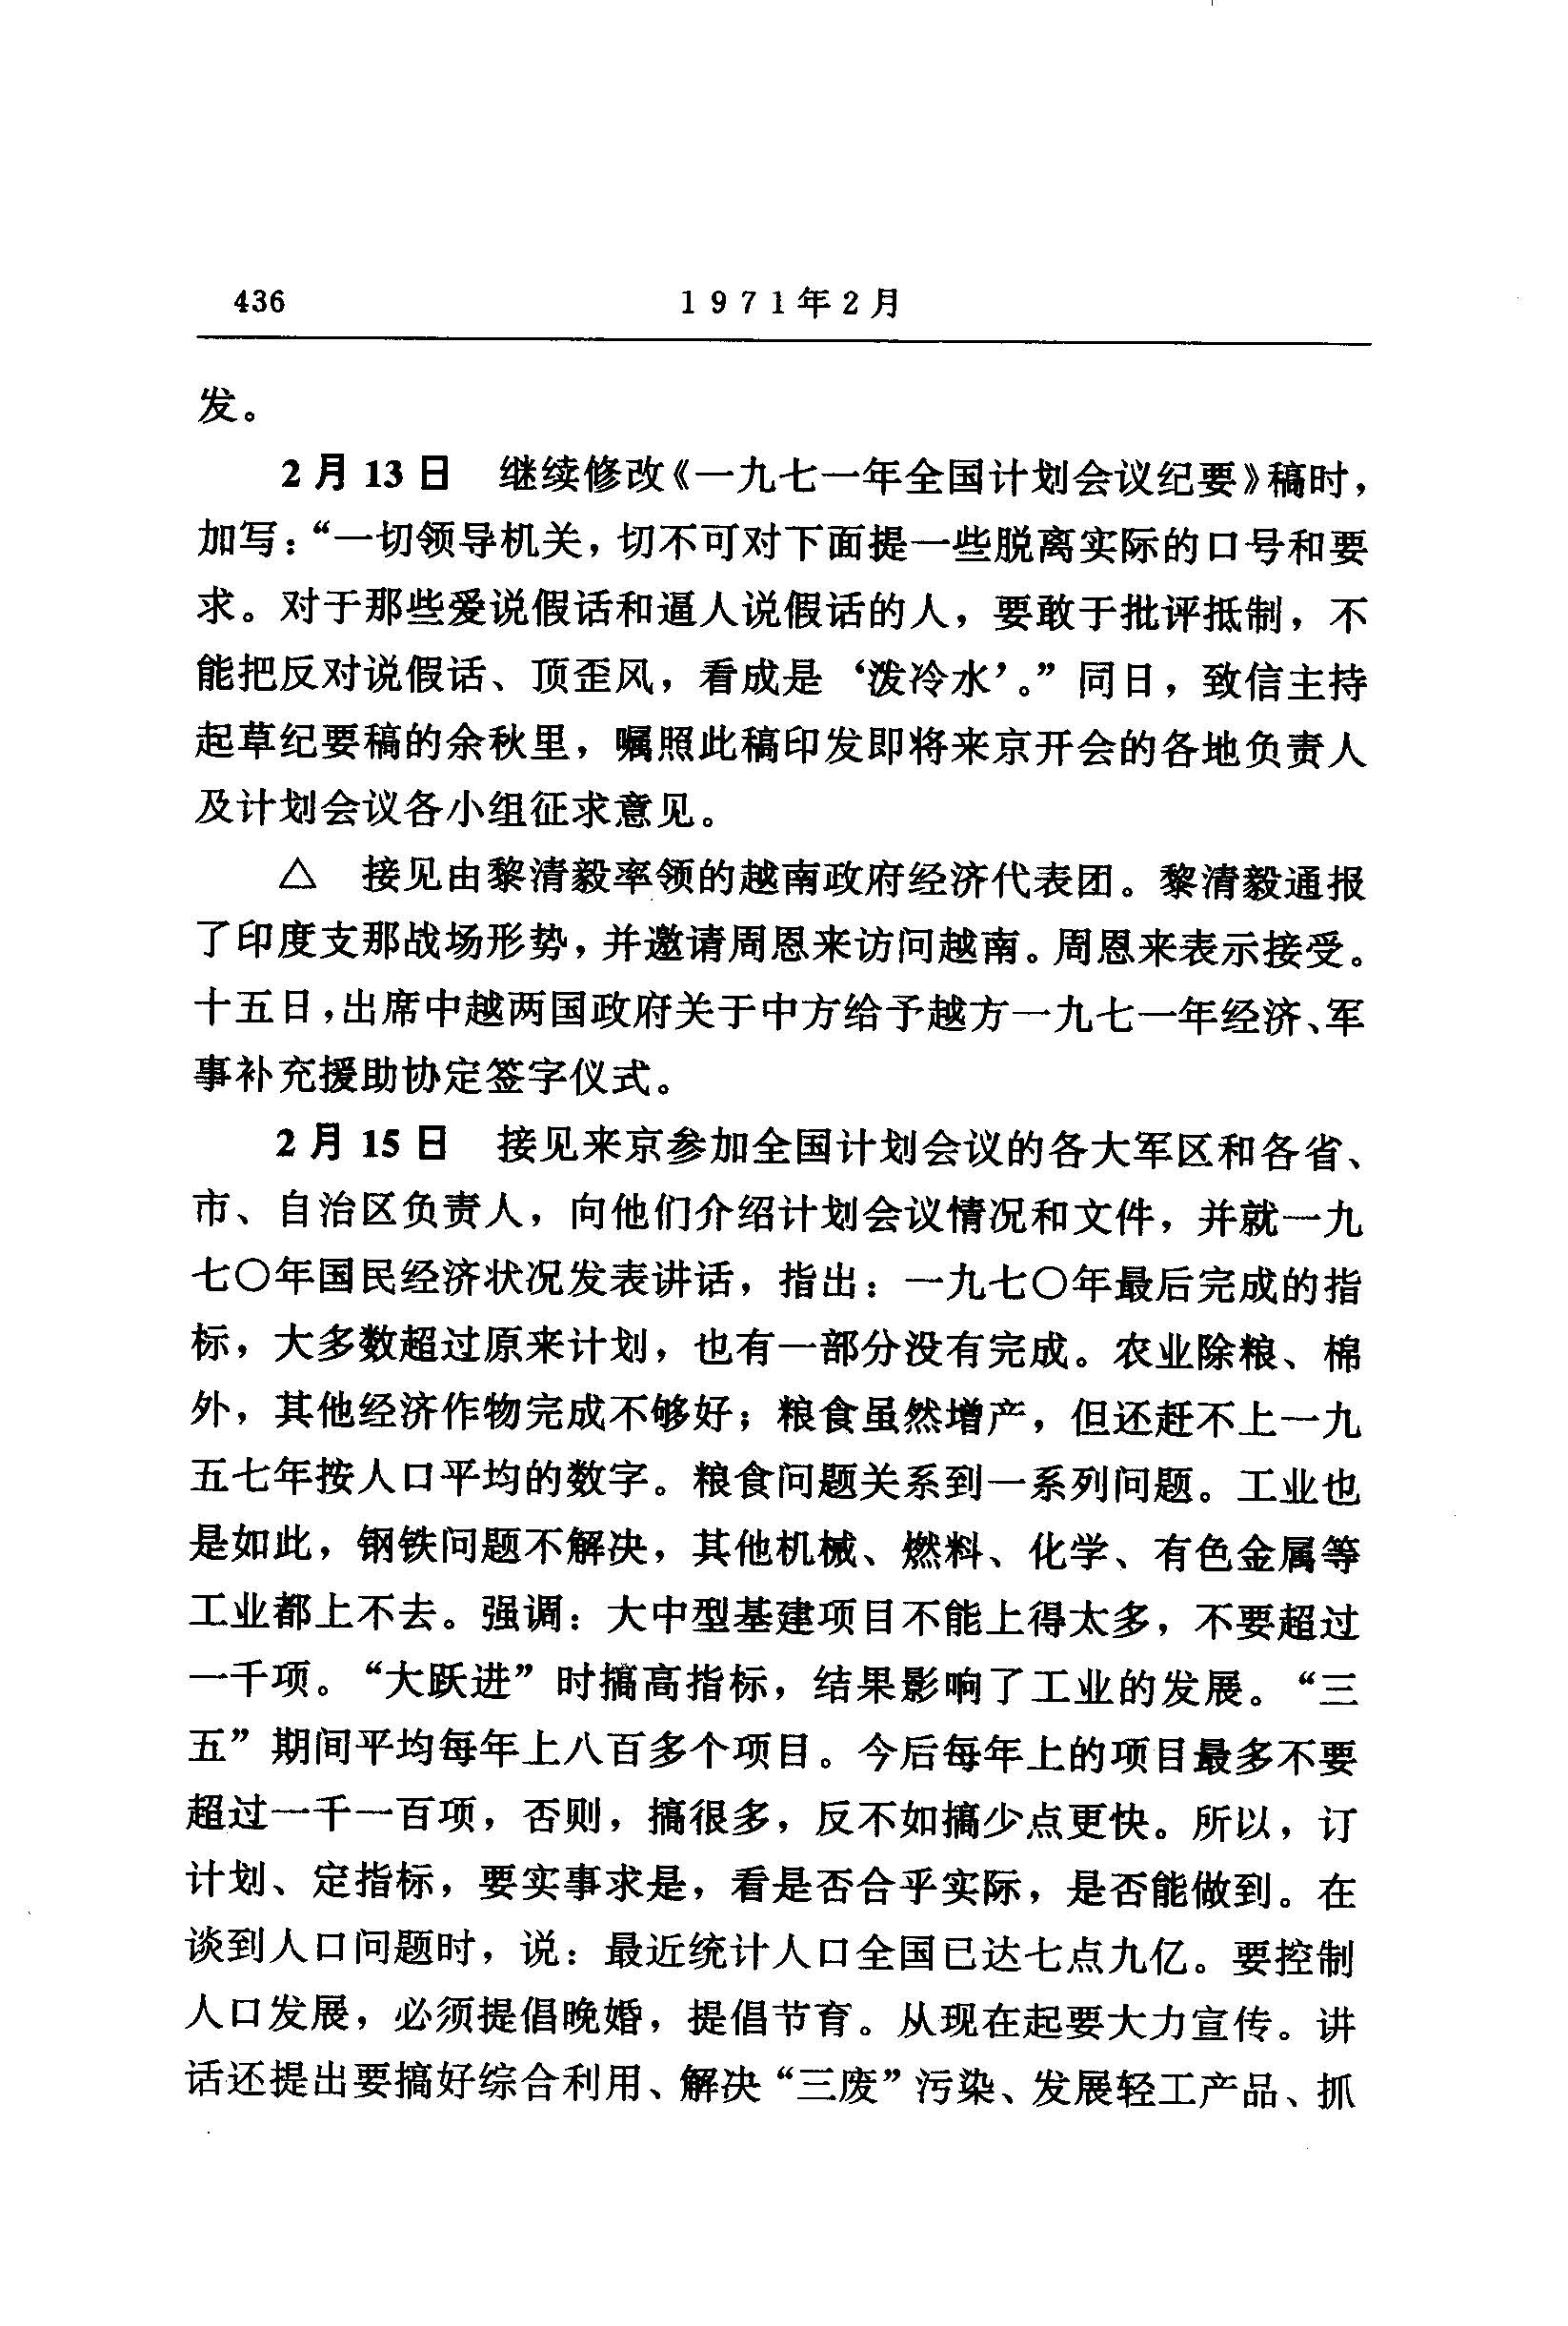 436 1971年2月
发。
2月13日 继续修改《一九七一年全国计划会议纪要》稿时，
加写：“一切领导机关，切不可对下面提一些脱离实际的口号和要
求。对于那些爱说假话和逼人说假话的人，要敢于批评抵制，不
能把反对说假话、顶歪风，看成是‘泼冷水’。”同日，致信主持
起草纪要稿的余秋里，嘱照此稿印发即将来京开会的各地负责人
及计划会议各小组征求意见。
△ 接见由黎清毅率领的越南政府经济代表团。黎清毅通报
了印度支那战场形势，并邀请周恩来访问越南。周恩来表示接受。
十五日，出席中越两国政府关于中方给予越方一九七一年经济、军
事补充援助协定签字仪式。
2月15日 接见来京参加全国计划会议的各大军区和各省、
市、自治区负责人，向他们介绍计划会议情况和文件，并就一九
七〇年国民经济状况发表讲话，指出：一九七〇年最后完成的指
标，大多数超过原来计划，也有一部分没有完成。农业除粮、棉
外，其他经济作物完成不够好；粮食虽然增产，但还赶不上一九
五七年按人口平均的数字。粮食问题关系到一系列问题。工业也
是如此，钢铁问题不解决，其他机械、燃料、化学、有色金属等
工业都上不去。强调：大中型基建项目不能上得太多，不要超过
一千项。“大跃进”时搞高指标，结果影响了工业的发展。“三
五”期间平均每年上八百多个项目。今后每年上的项目最多不要
超过一千一百项，否则，搞很多，反不如搞少点更快。所以，订
计划、定指标，要实事求是，看是否合乎实际，是否能做到。在
谈到人口问题时，说：最近统计人口全国已达七点九亿。要控制
人口发展，必须提倡晚婚，提倡节育。从现在起要大力宣传。讲
话还提出要搞好综合利用、解决“三废”污染、发展轻工产品、抓